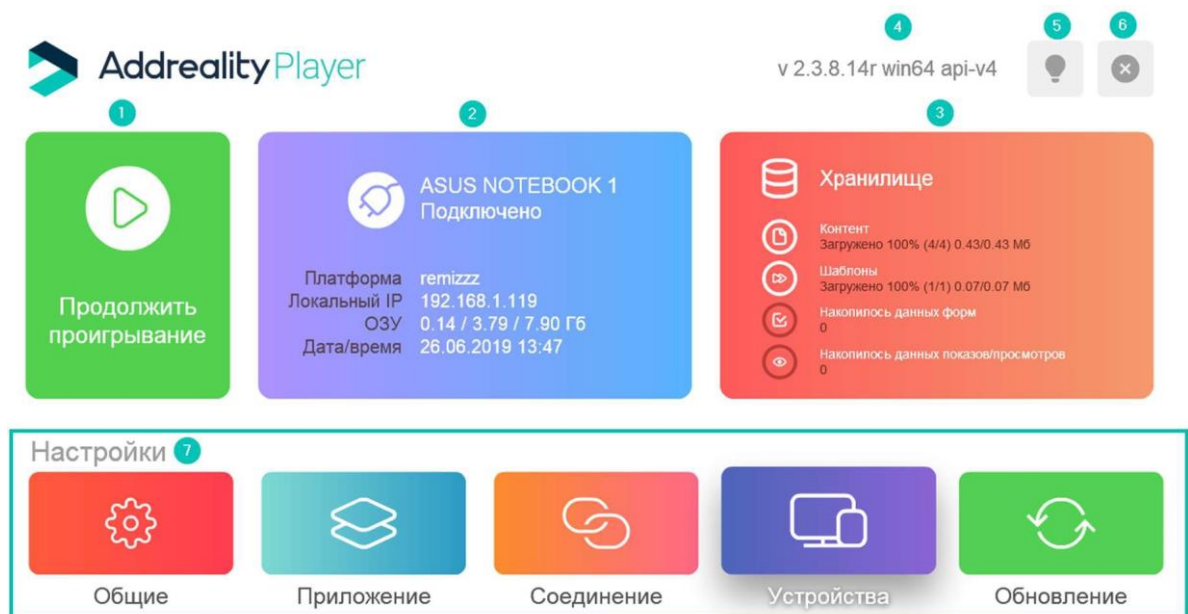 4
5
6
Addreality Player
v 2.3.8.14r win64 api-v4
1
2
3
Продолжить
проигрывание
ASUS NOTEBOOK 1
Подключено
Платформа remizzz
Локальный IP 192.168.1.119
ОЗУ 0.14 / 3.79 / 7.90 Гб
Дата/время 26.06.2019 13:47
Хранилище
Контент
Загружено 100% (4/4) 0.43/0.43 Мб
Шаблоны
Загружено 100% (1/1) 0.07/0.07 Мб
Накопилось данных форм
0
Накопилось данных показов/просмотров
0
Настройки 7
Общие
Приложение
Соединение
Устройства
Обновление